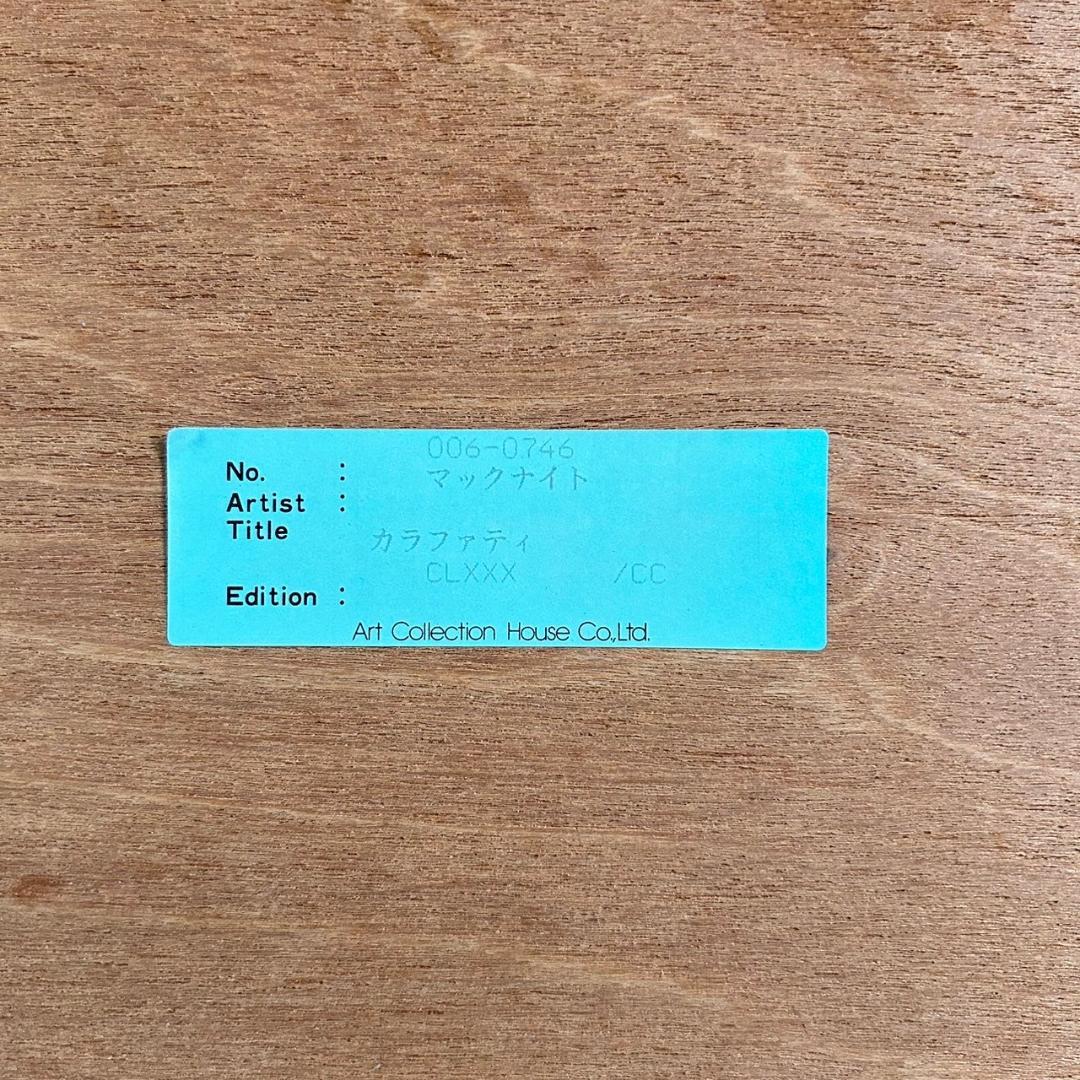 006-0746
No. :
マックナイト
Artist :
Title
カラファティ
CLXXX /CC
Edition :
Art Collection House Co.,Ltd.